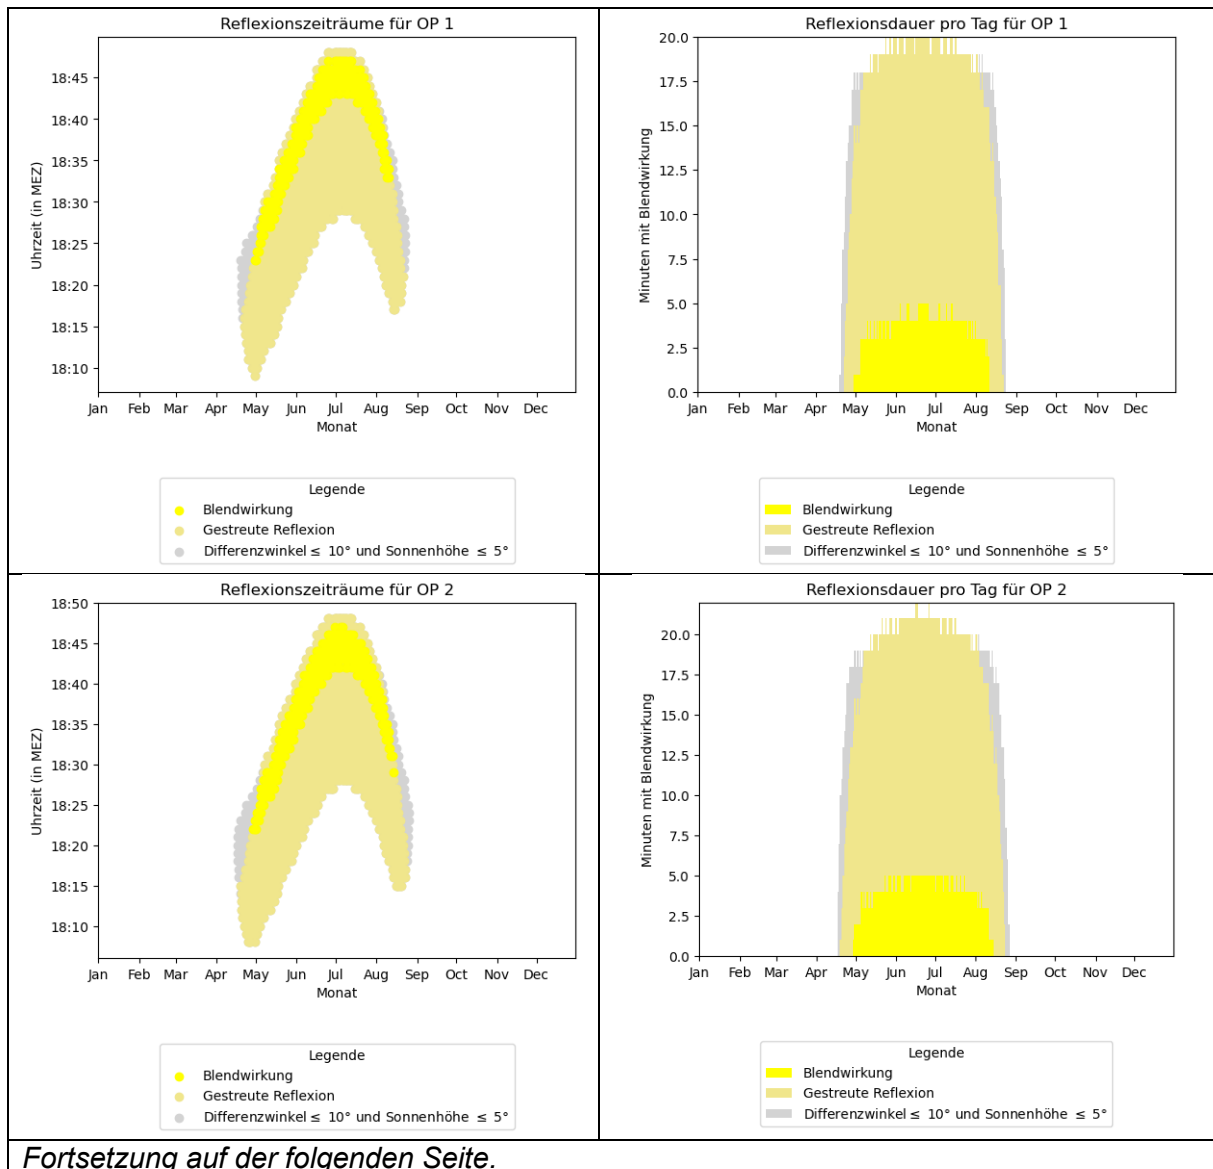 Reflexionszeiträume für OP 1
Uhrzeit (in MEZ)
18:45
18:40
18:35
18:30
18:25
18:20
18:15
18:10
Jan Feb Mar Apr May Jun Jul Aug Sep Oct Nov Dec
Monat
Legende
Blendwirkung
Gestreute Reflexion
Differenzwinkel ≤ 10° und Sonnenhöhe ≤ 5°
Reflexionsdauer pro Tag für OP 1
Minuten mit Blendwirkung
20.0
17.5
15.0
12.5
10.0
7.5
5.0
2.5
0.0
Jan Feb Mar Apr May Jun Jul Aug Sep Oct Nov Dec
Monat
Legende
Blendwirkung
Gestreute Reflexion
Differenzwinkel ≤ 10° und Sonnenhöhe ≤ 5°
Reflexionszeiträume für OP 2
Uhrzeit (in MEZ)
18:50
18:45
18:40
18:35
18:30
18:25
18:20
18:15
18:10
Jan Feb Mar Apr May Jun Jul Aug Sep Oct Nov Dec
Monat
Legende
Blendwirkung
Gestreute Reflexion
Differenzwinkel ≤ 10° und Sonnenhöhe ≤ 5°
Reflexionsdauer pro Tag für OP 2
Minuten mit Blendwirkung
20.0
17.5
15.0
12.5
10.0
7.5
5.0
2.5
0.0
Jan Feb Mar Apr May Jun Jul Aug Sep Oct Nov Dec
Monat
Legende
Blendwirkung
Gestreute Reflexion
Differenzwinkel ≤ 10° und Sonnenhöhe ≤ 5°
Fortsetzung auf der folgenden Seite.